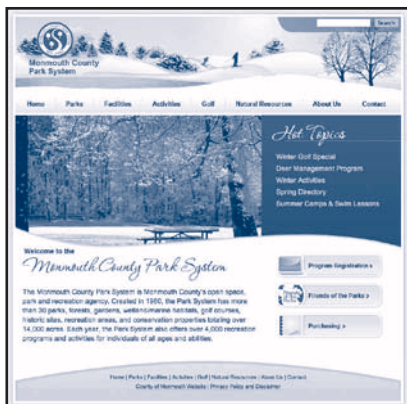 Search
Monmouth County
Park System
Home Parks Facilities Activities Golf Natural Resources About Us Contact
Hot Topics
Winter Golf Special
Deer Management Program
Winter Activities
Spring Directory
Summer Camps & Swim Lessons
Welcome to the
Monmouth County Park System
The Monmouth County Park System is Monmouth County's open space,
park and recreation agency. Created in 1960, the Park System has more
than 30 parks, forests, gardens, wetlands/marine habitats, golf courses,
historic sites, recreation areas, and conservation properties totaling over
14,000 acres. Each year, the Park System also offers over 4,000 recreation
programs and activities for individuals of all ages and abilities.
Program Registration >
Friends of the Parks >
Purchasing >
Home | Parks | Facilities | Activities | Golf | Natural Resources | About Us | Contact
County of Monmouth Website | Privacy Policy and Disclaimer